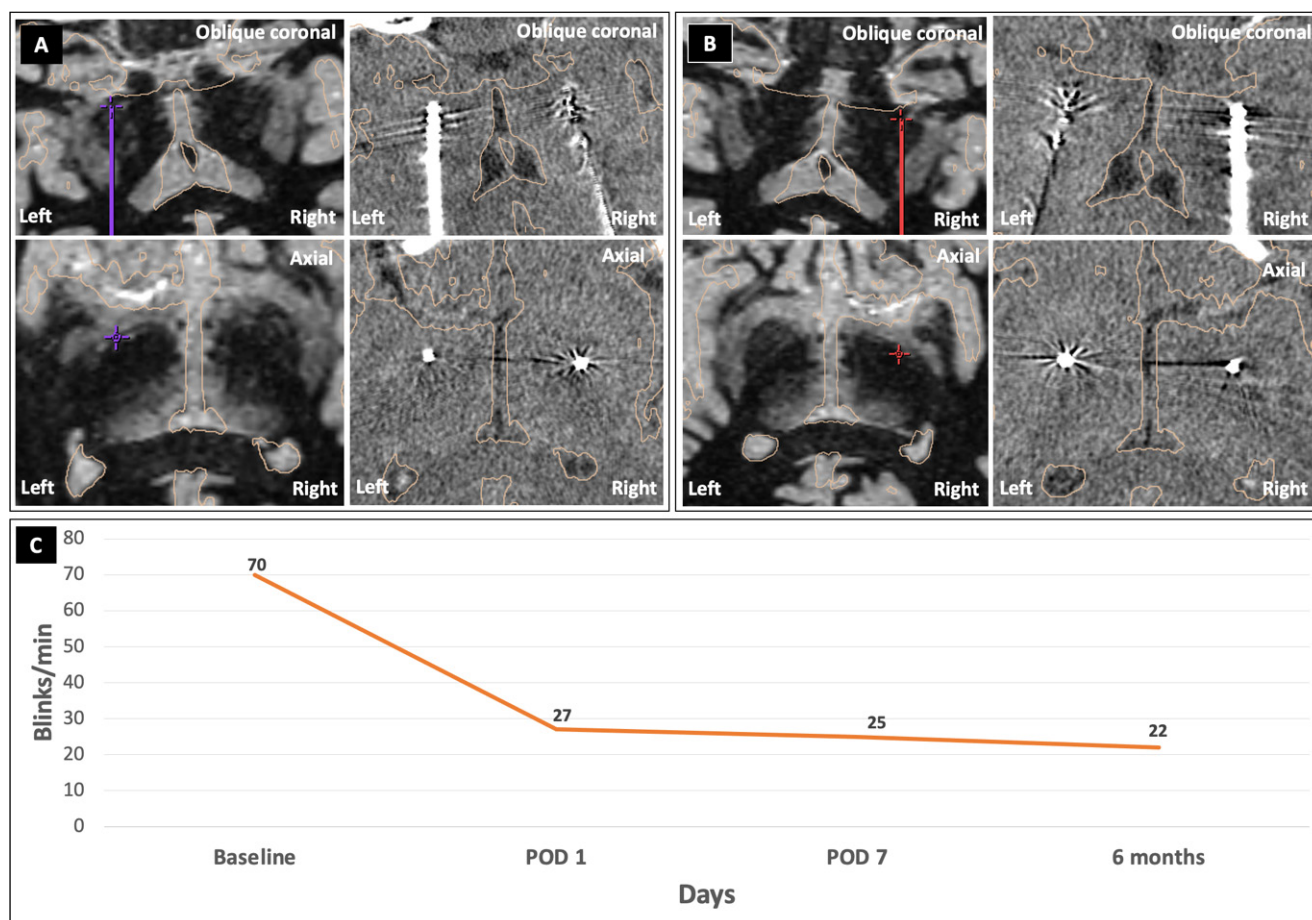 A
Oblique coronal
Oblique coronal
Left
Right
Left
Right
Axial
Axial
Left
Right
Left
Right
B
Oblique coronal
Oblique coronal
Left
Right
Left
Right
Axial
Axial
Left
Right
Left
Right
C
80
70
60
50
40
30
20
10
0
Blinks/min
70
27
25
22
Baseline
POD 1
POD 7
6 months
Days